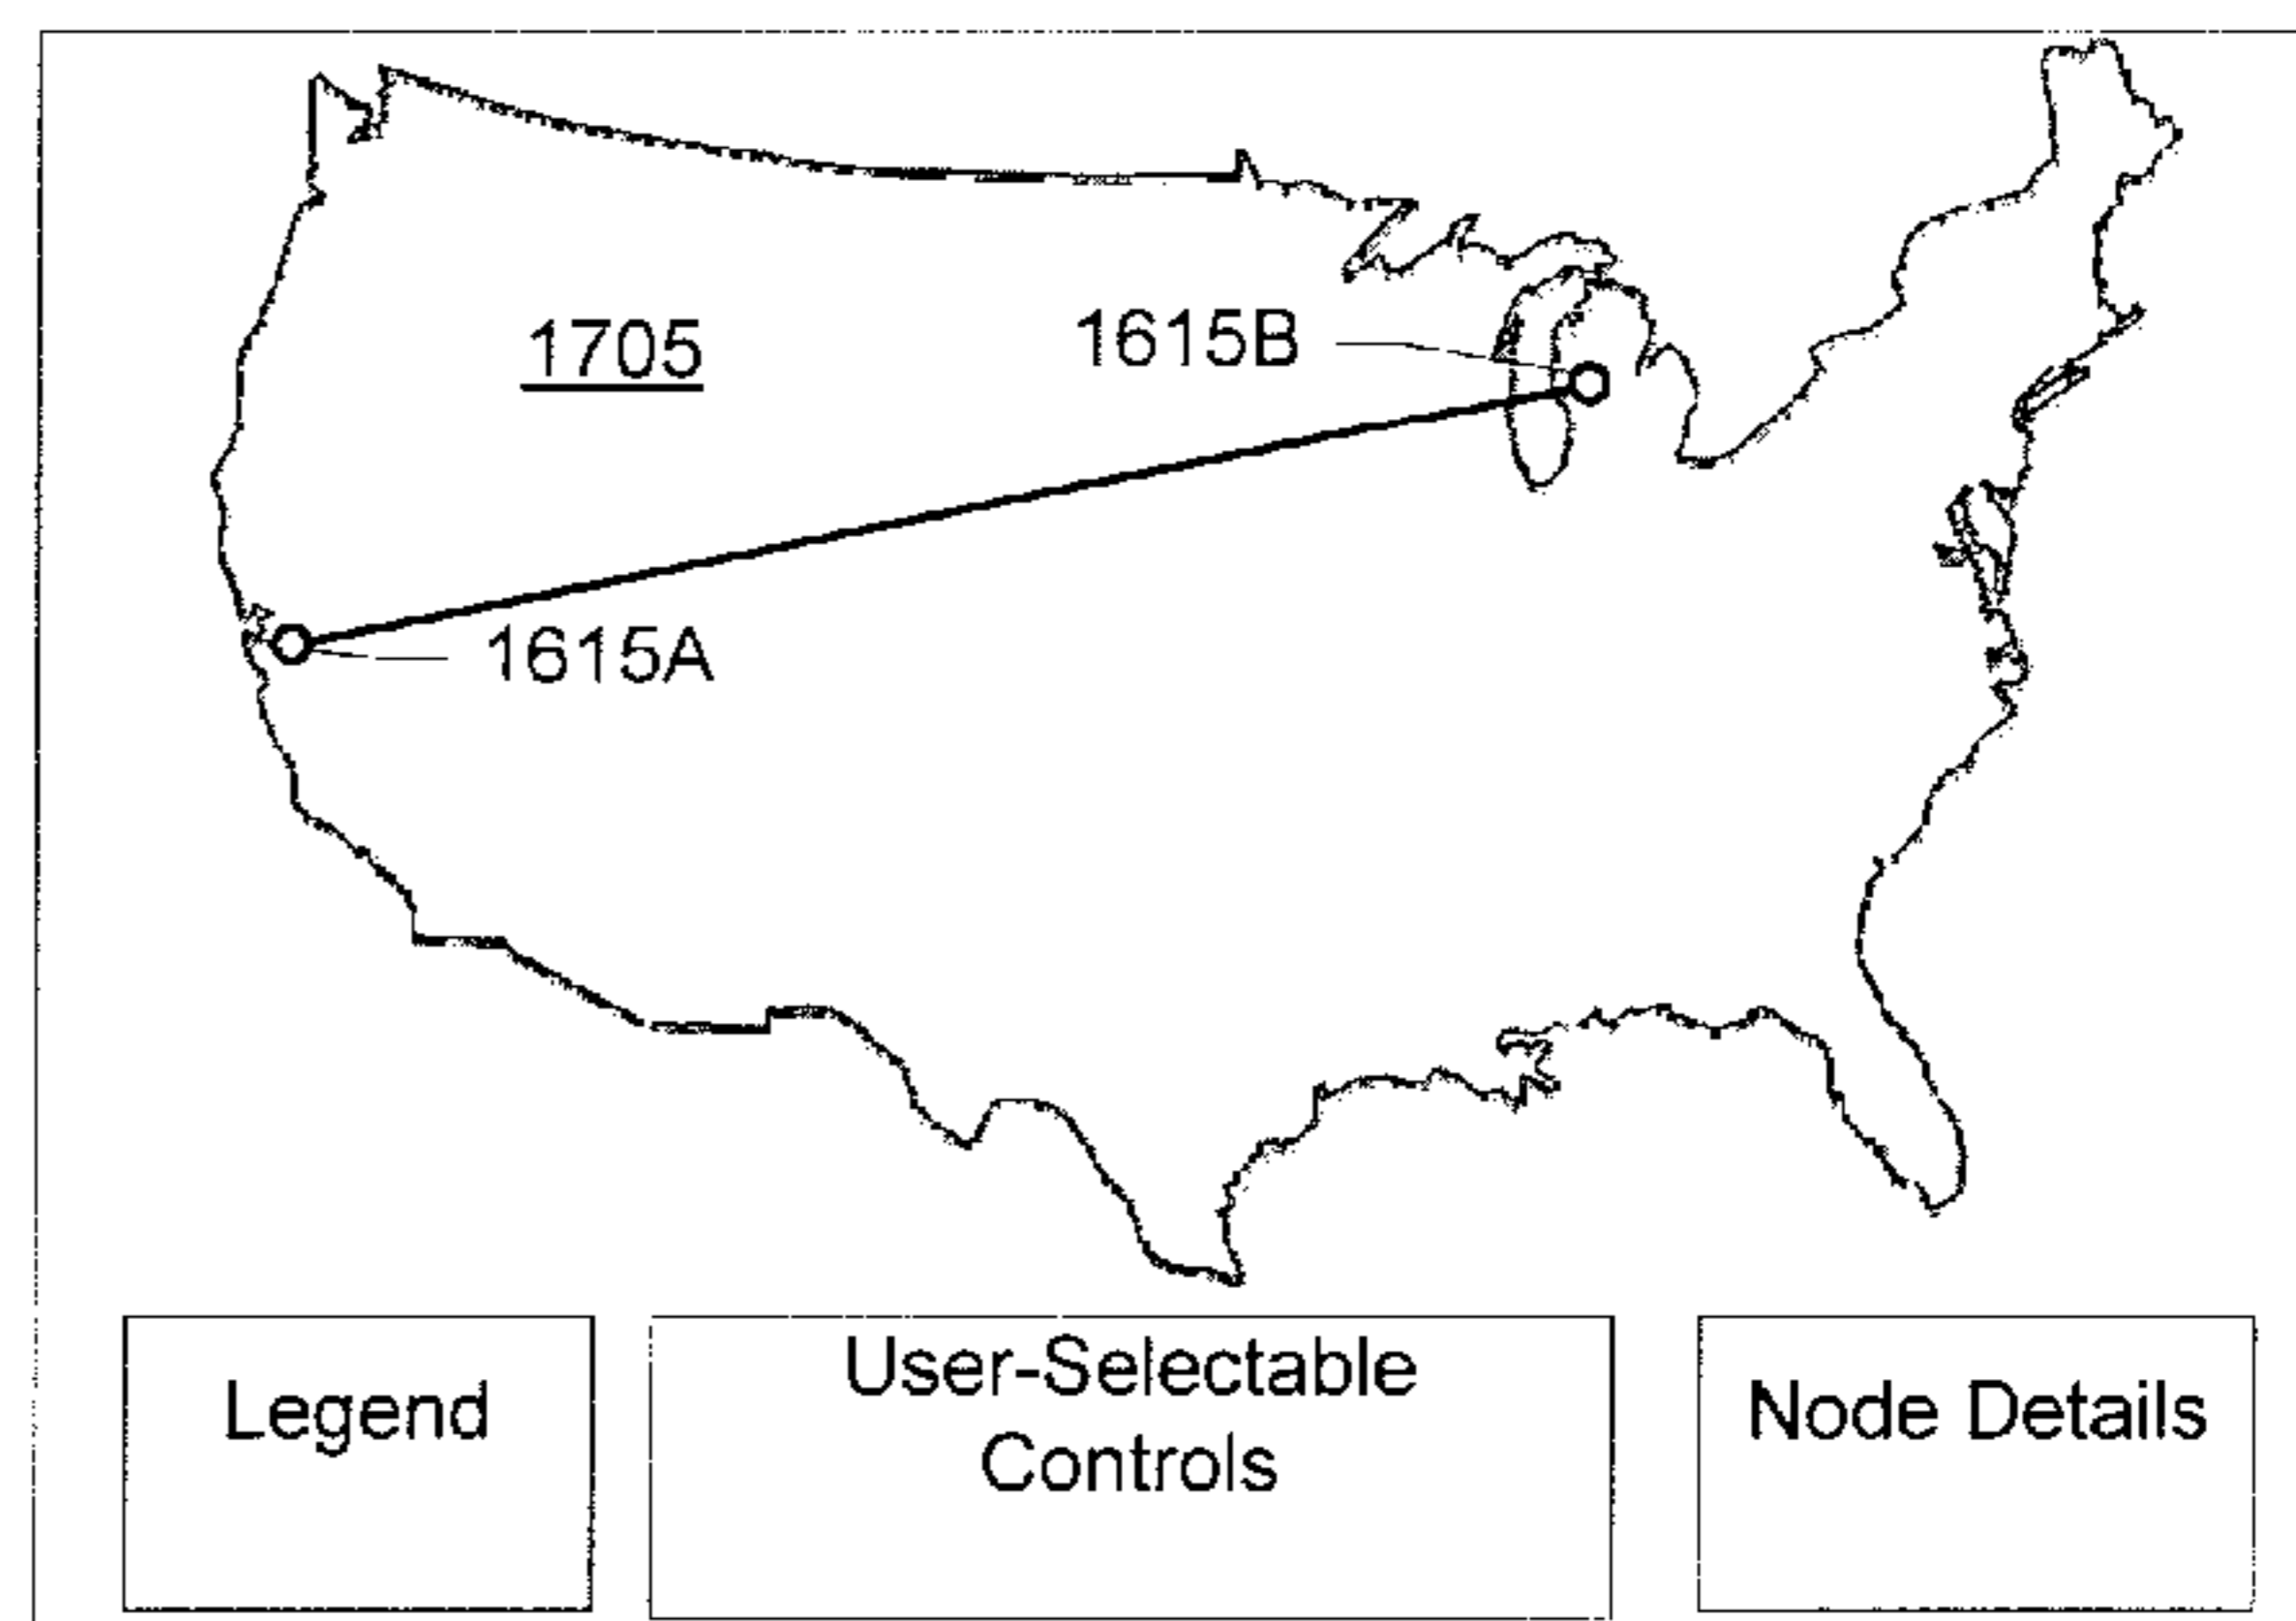 1705
1615B
1615A
Legend
User-Selectable
Controls
Node Details